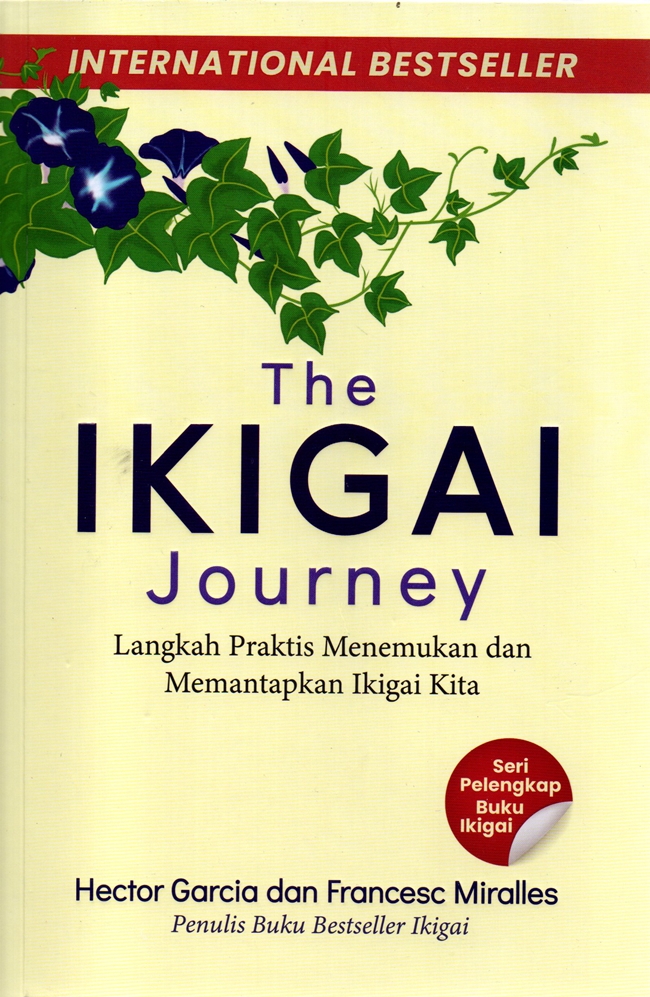 INTERNATIONAL BESTSELLER
The
IKIGAI
Journey
Langkah Praktis Menemukan dan
Memantapkan Ikigai Kita
Seri
Pelengkap
Buku
Ikigai
Hector Garcia dan Francesc Miralles
Penulis Buku Bestseller Ikigai